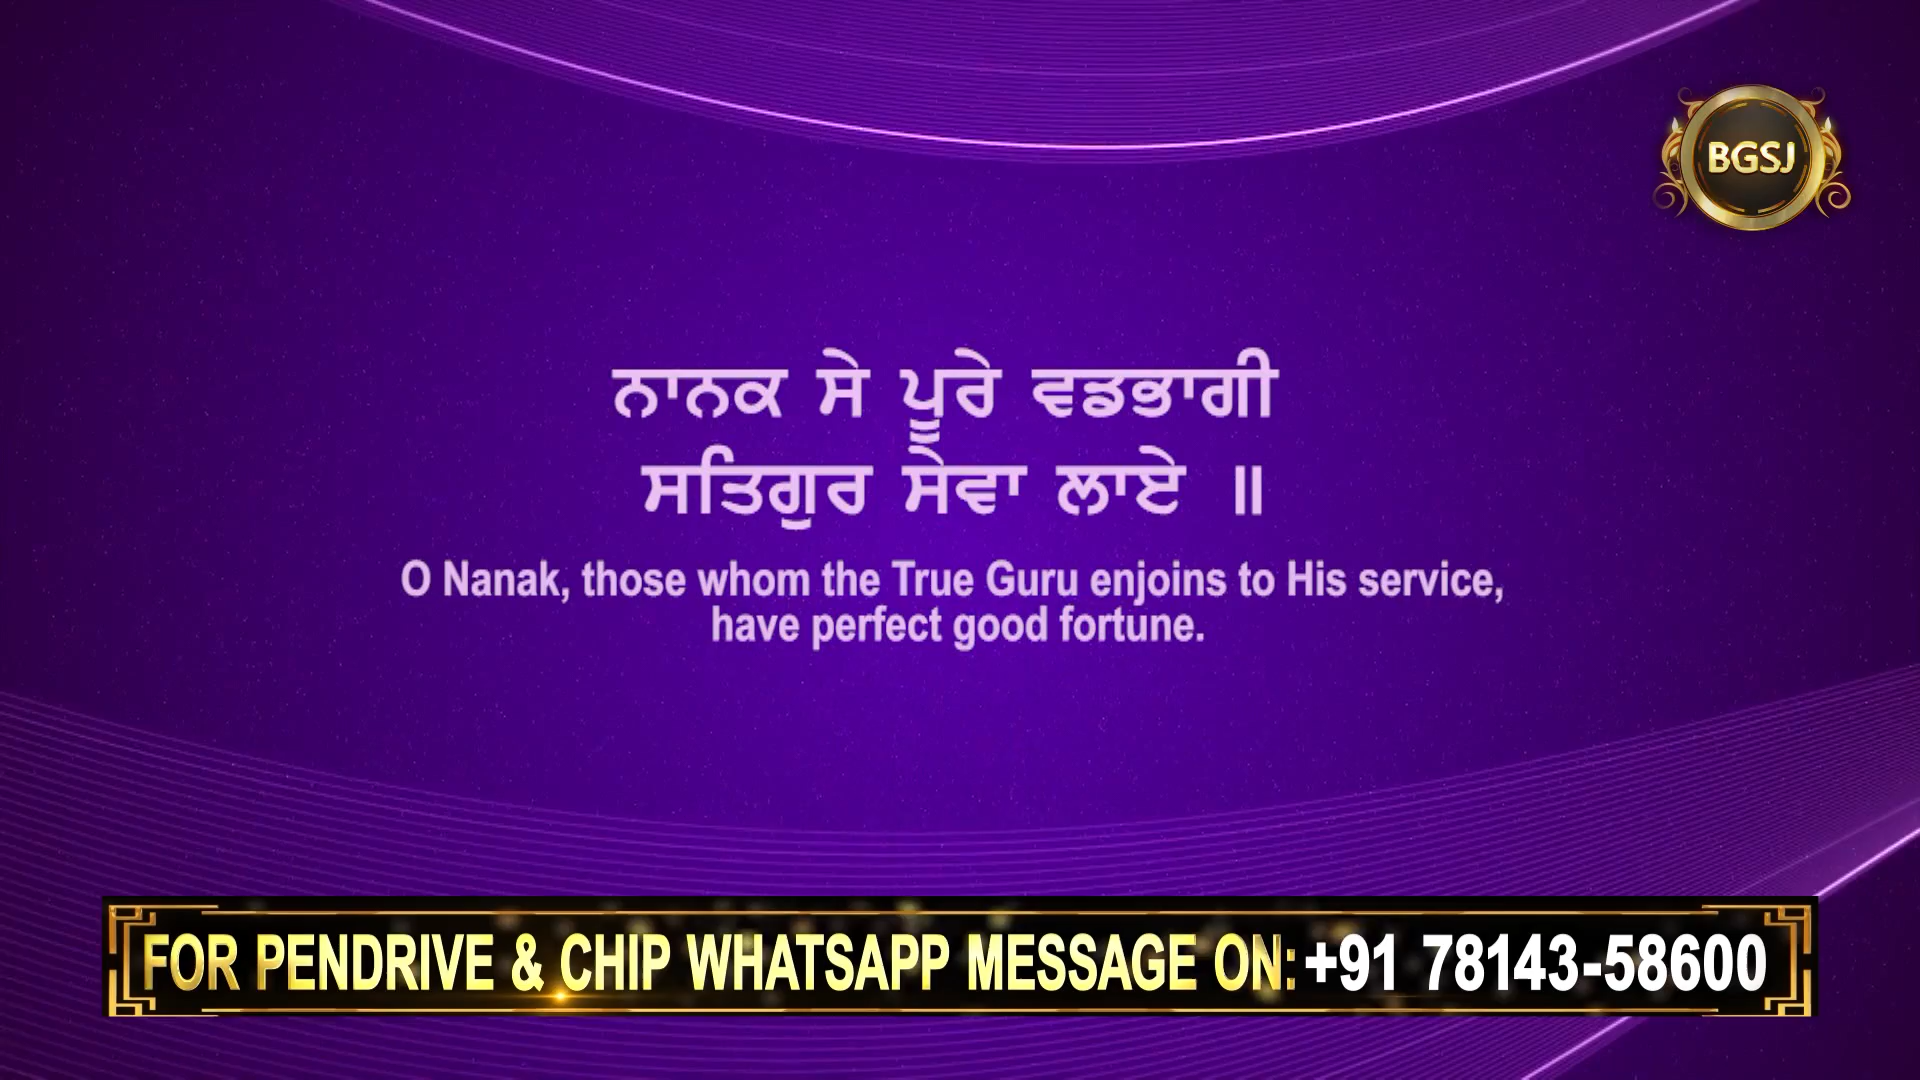 BGSJ
ਨਾਨਕ ਸੇ ਪੂਰੇ ਵਡਭਾਗੀ
ਸਤਿਗੁਰ ਸੇਵਾ ਲਾਏ ॥
O Nanak, those whom the True Guru enjoins to His service,
have perfect good fortune.
FOR PENDRIVE & CHIP WHATSAPP MESSAGE ON: +91 78143-58600